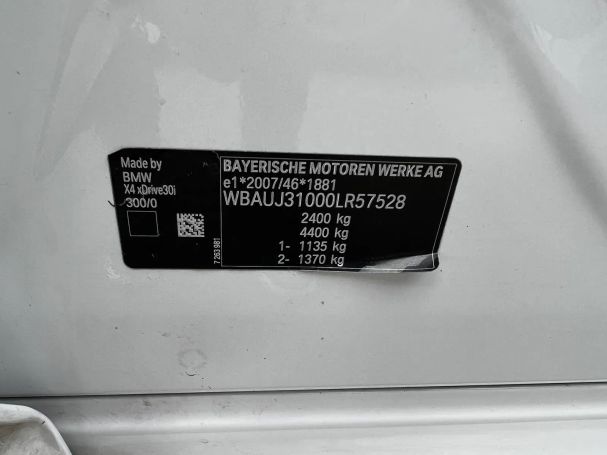 Made by
BMW
X4 xDrive30i
300/0
7 263 981
BAYERISCHE MOTOREN WERKE AG
e1*2007/46*1881
WBAUJ31000LR57528
2400 kg
4400 kg
1- 1135 kg
2- 1370 kg